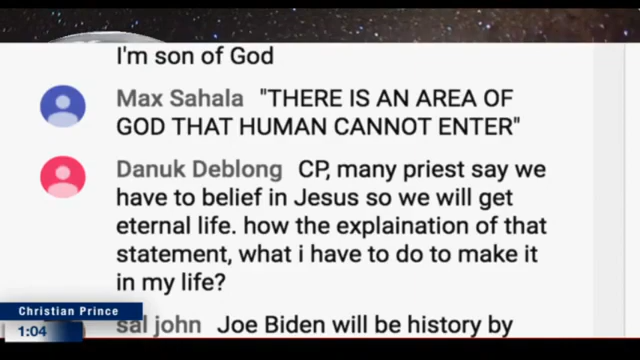 I'm son of God
Max Sahala "THERE IS AN AREA OF
GOD THAT HUMAN CANNOT ENTER"
Danuk Deblong CP, many priest say we
have to belief in Jesus so we will get
eternal life. how the explaination of that
statement, what i have to do to make it
in my life?
sal john Joe Biden will be history by
Christian Prince
1:04